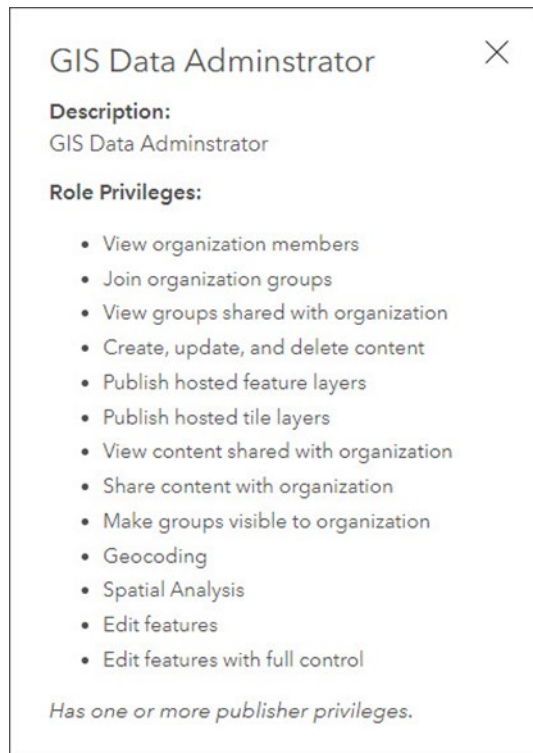 GIS Data Adminstrator
Description:
GIS Data Adminstrator
Role Privileges:
• View organization members
• Join organization groups
• View groups shared with organization
• Create, update, and delete content
• Publish hosted feature layers
• Publish hosted tile layers
• View content shared with organization
• Share content with organization
• Make groups visible to organization
• Geocoding
• Spatial Analysis
• Edit features
• Edit features with full control
Has one or more publisher privileges.